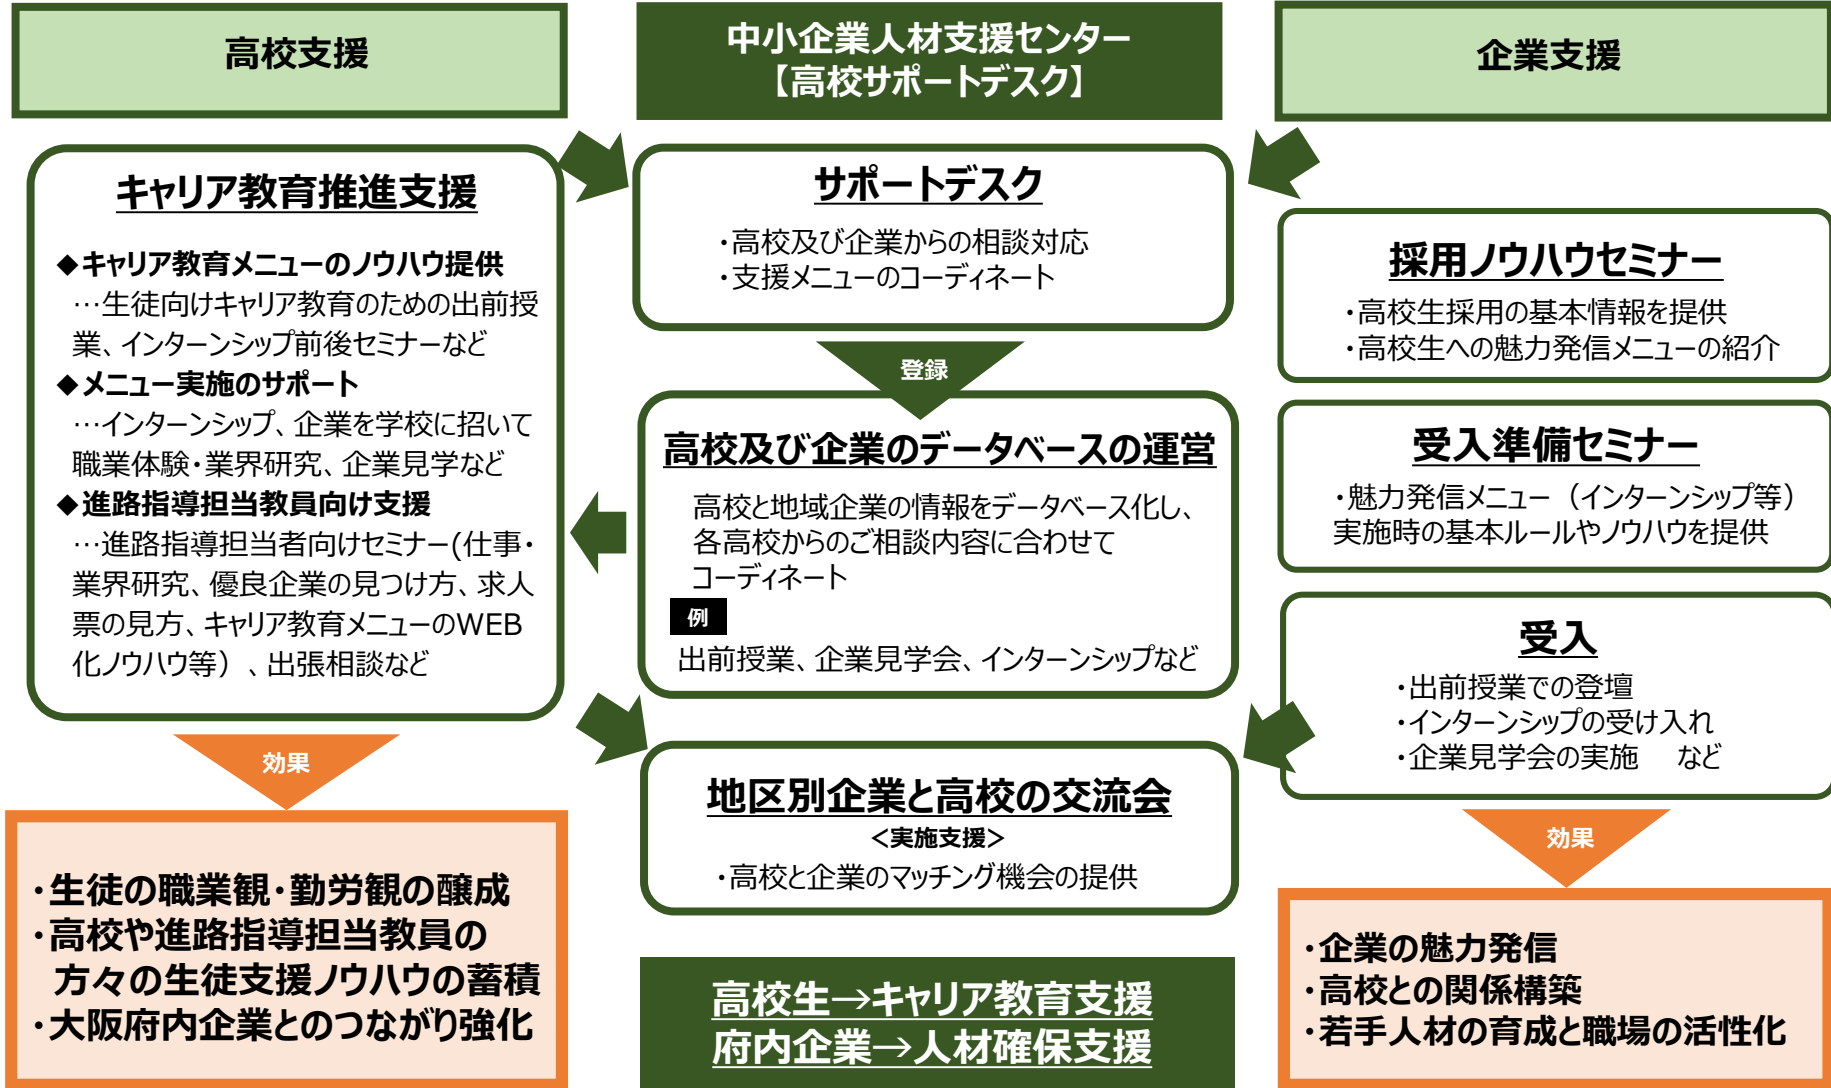 高校支援
キャリア教育推進支援
◆キャリア教育メニューのノウハウ提供
…生徒向けキャリア教育のための出前授
業、インターンシップ前後セミナーなど
◆メニュー実施のサポート
…インターンシップ、企業を学校に招いて
職業体験・業界研究、企業見学など
◆進路指導担当教員向け支援
…進路指導担当者向けセミナー(仕事・
業界研究、優良企業の見つけ方、求人
票の見方、キャリア教育メニューのWEB
化ノウハウ等）、出張相談など
効果
・生徒の職業観・勤労観の醸成
・高校や進路指導担当教員の
方々の生徒支援ノウハウの蓄積
・大阪府内企業とのつながり強化
中小企業人材支援センター
【高校サポートデスク】
サポートデスク
・高校及び企業からの相談対応
・支援メニューのコーディネート
登録
高校及び企業のデータベースの運営
高校と地域企業の情報をデータベース化し、
各高校からのご相談内容に合わせて
コーディネート
例
出前授業、企業見学会、インターンシップなど
地区別企業と高校の交流会
＜実施支援＞
・高校と企業のマッチング機会の提供
高校生→キャリア教育支援
府内企業→人材確保支援
企業支援
採用ノウハウセミナー
・高校生採用の基本情報を提供
・高校生への魅力発信メニューの紹介
受入準備セミナー
・魅力発信メニュー（インターンシップ等）
実施時の基本ルールやノウハウを提供
受入
・出前授業での登壇
・インターンシップの受け入れ
・企業見学会の実施　など
効果
・企業の魅力発信
・高校との関係構築
・若手人材の育成と職場の活性化